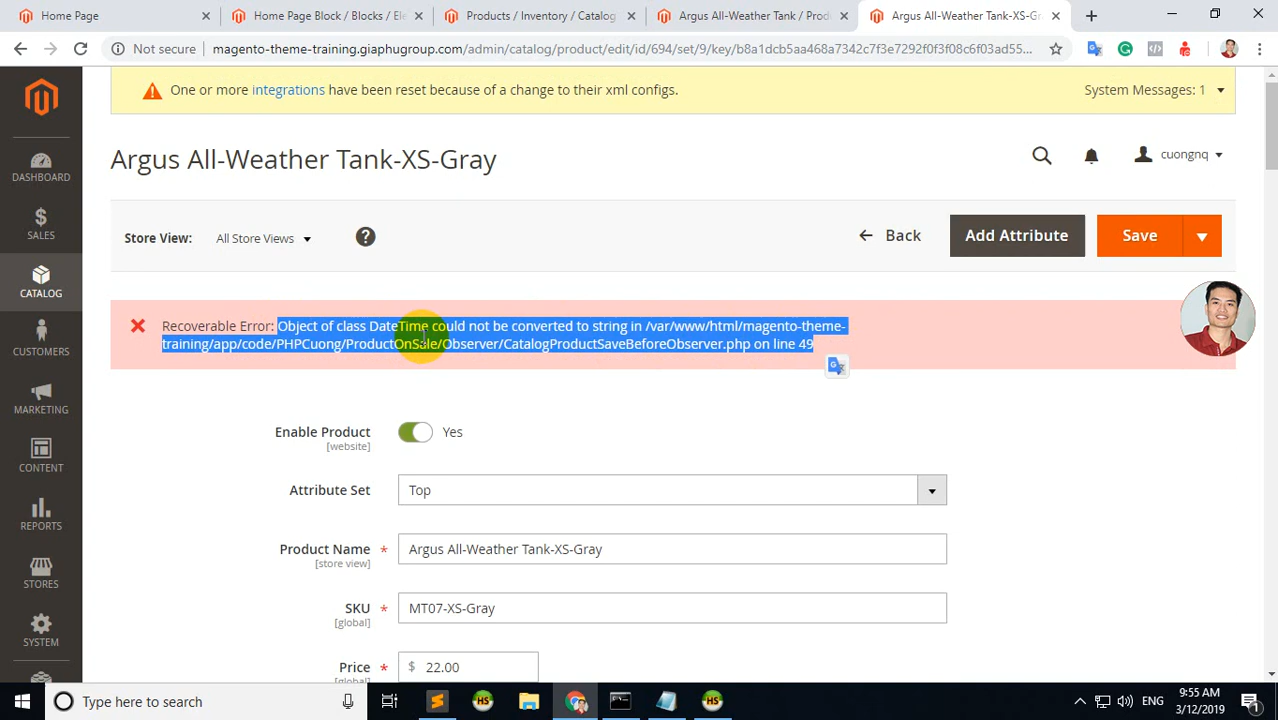 Home Page
Home Page Block / Blocks / Ele
Products / Inventory / Catalog
Argus All-Weather Tank / Prod
Argus All-Weather Tank-XS-Gra
Not secure
magento-theme-training.giaphugroup.com/admin/catalog/product/edit/id/694/set/9/key/b8a1dcb5aa468a7342c7f3e7292f0f3f08c6f03ad55...
One or more integrations have been reset because of a change to their xml configs.
System Messages: 1
Argus All-Weather Tank-XS-Gray
cuongnq
Store View:
All Store Views
?
Back
Add Attribute
Save
Recoverable Error: Object of class DateTime could not be converted to string in /var/www/html/magento-theme-
training/app/code/PHPCuong/ProductOnSale/Observer/CatalogProductSaveBeforeObserver.php on line 49
DASHBOARD
SALES
CATALOG
CUSTOMERS
MARKETING
CONTENT
REPORTS
STORES
SYSTEM
Enable Product
[website]
Yes
Attribute Set
Top
Product Name *
[store view]
Argus All-Weather Tank-XS-Gray
SKU *
[global]
MT07-XS-Gray
Price *
[global]
$ 22.00
Type here to search
HS
HS
ENG
9:55 AM
3/12/2019
1